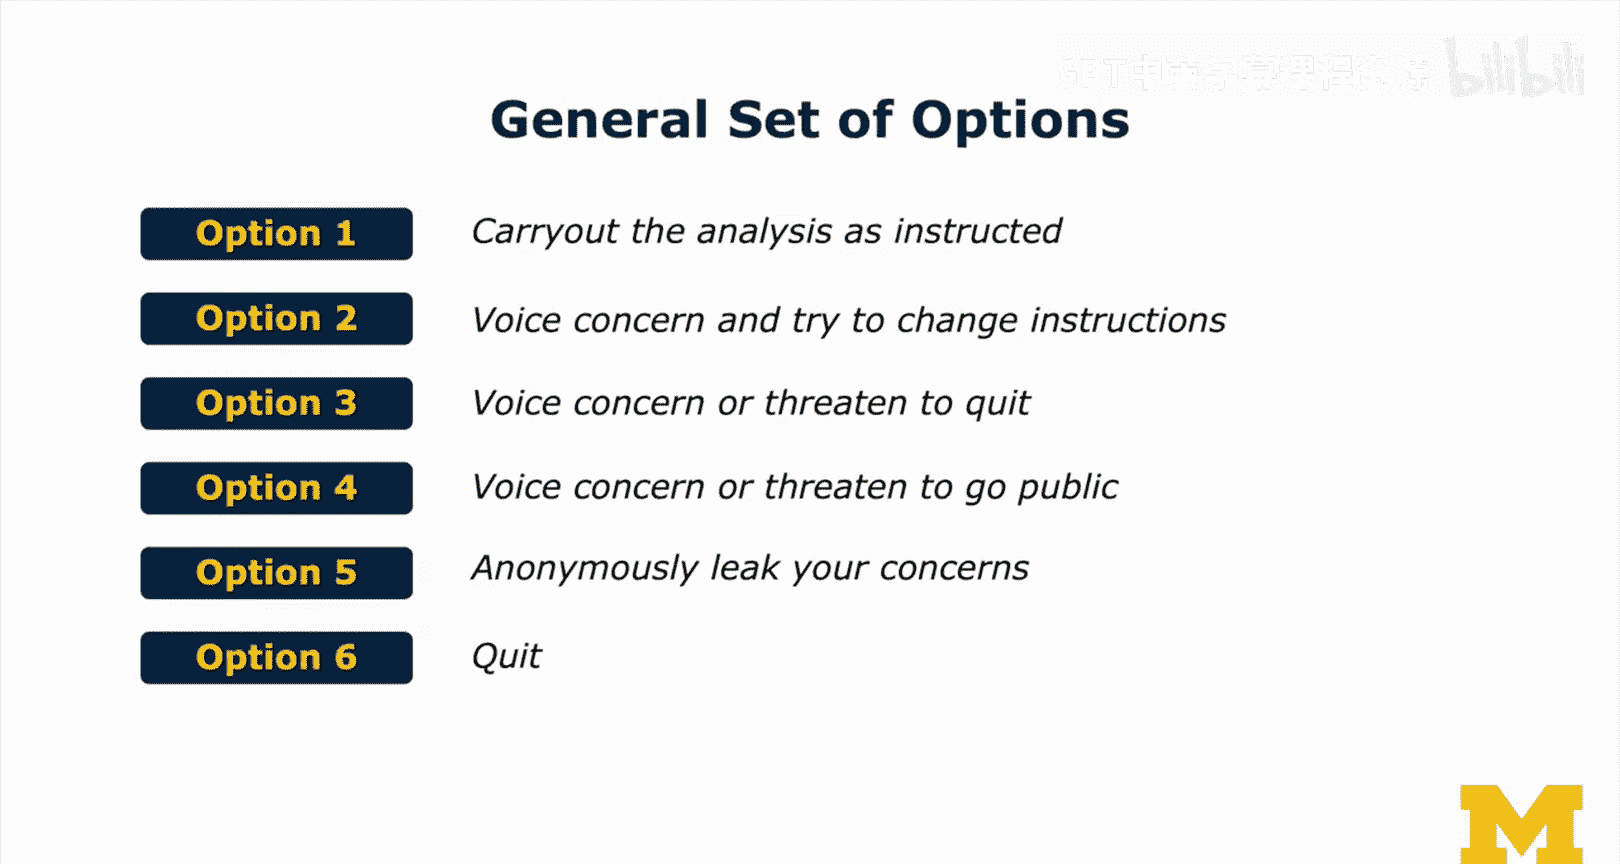 bilibili
General Set of Options
Option 1 Carryout the analysis as instructed
Option 2 Voice concern and try to change instructions
Option 3 Voice concern or threaten to quit
Option 4 Voice concern or threaten to go public
Option 5 Anonymously leak your concerns
Option 6 Quit
M